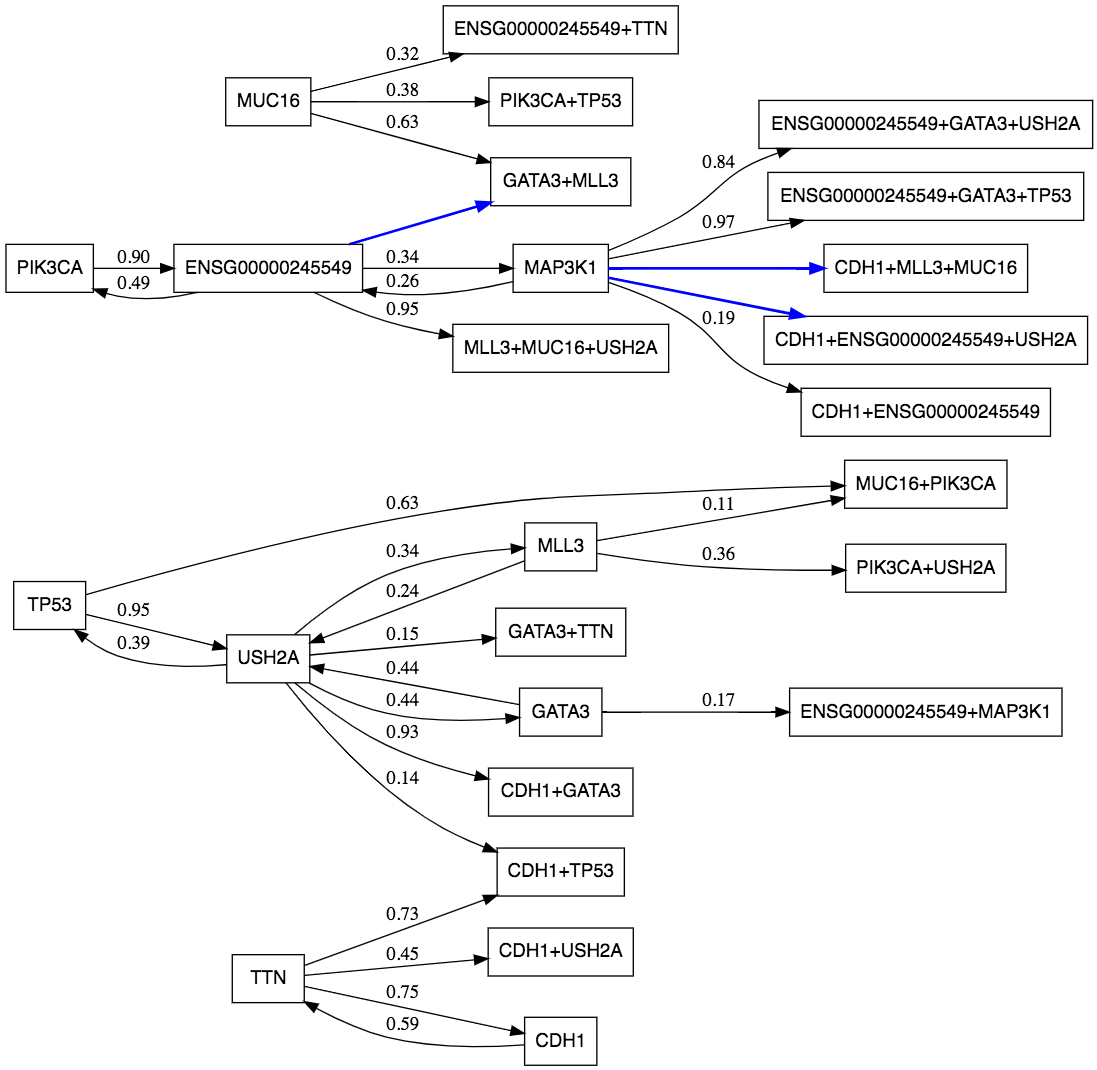 ENSG00000245549+TTN
0.32
MUC16
0.38
PIK3CA+TP53
0.63
GATA3+MLL3
ENSG00000245549+GATA3+USH2A
0.84
ENSG00000245549+GATA3+TP53
0.97
PIK3CA
0.90
0.49
ENSG00000245549
0.34
0.26
MAP3K1
CDH1+MLL3+MUC16
0.95
MLL3+MUC16+USH2A
0.19
CDH1+ENSG00000245549+USH2A
CDH1+ENSG00000245549
MUC16+PIK3CA
0.63
0.11
MLL3
0.34
0.36
PIK3CA+USH2A
TP53
0.95
0.39
0.24
USH2A
0.15
GATA3+TTN
0.44
0.44
GATA3
0.17
ENSG00000245549+MAP3K1
0.93
CDH1+GATA3
0.14
CDH1+TP53
0.73
TTN
0.45
CDH1+USH2A
0.75
0.59
CDH1